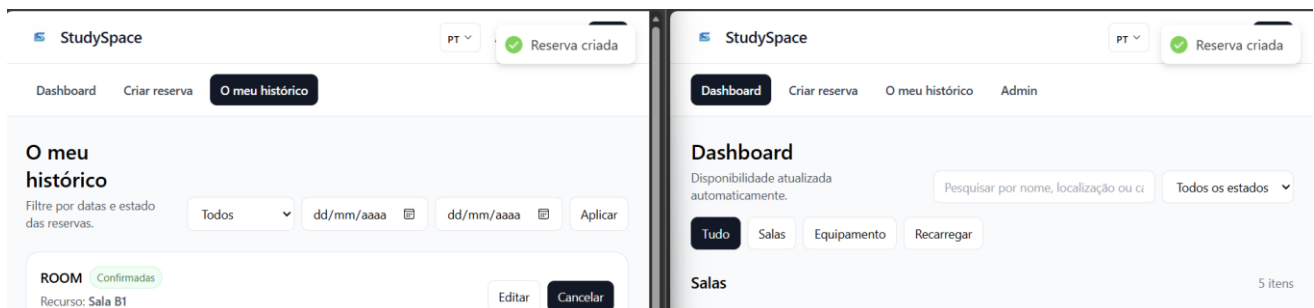 StudySpace
PT
Reserva criada
Dashboard Criar reserva O meu histórico
O meu
histórico
Filtre por datas e estado
das reservas.
Todos
dd/mm/aaaa
dd/mm/aaaa
Aplicar
ROOM Confirmadas
Recurso: Sala B1
Editar Cancelar
StudySpace
PT
Reserva criada
Dashboard Criar reserva O meu histórico Admin
Dashboard
Disponibilidade atualizada
automaticamente.
Pesquisar por nome, localização ou ca
Todos os estados
Tudo Salas Equipamento Recarregar
Salas
5 itens